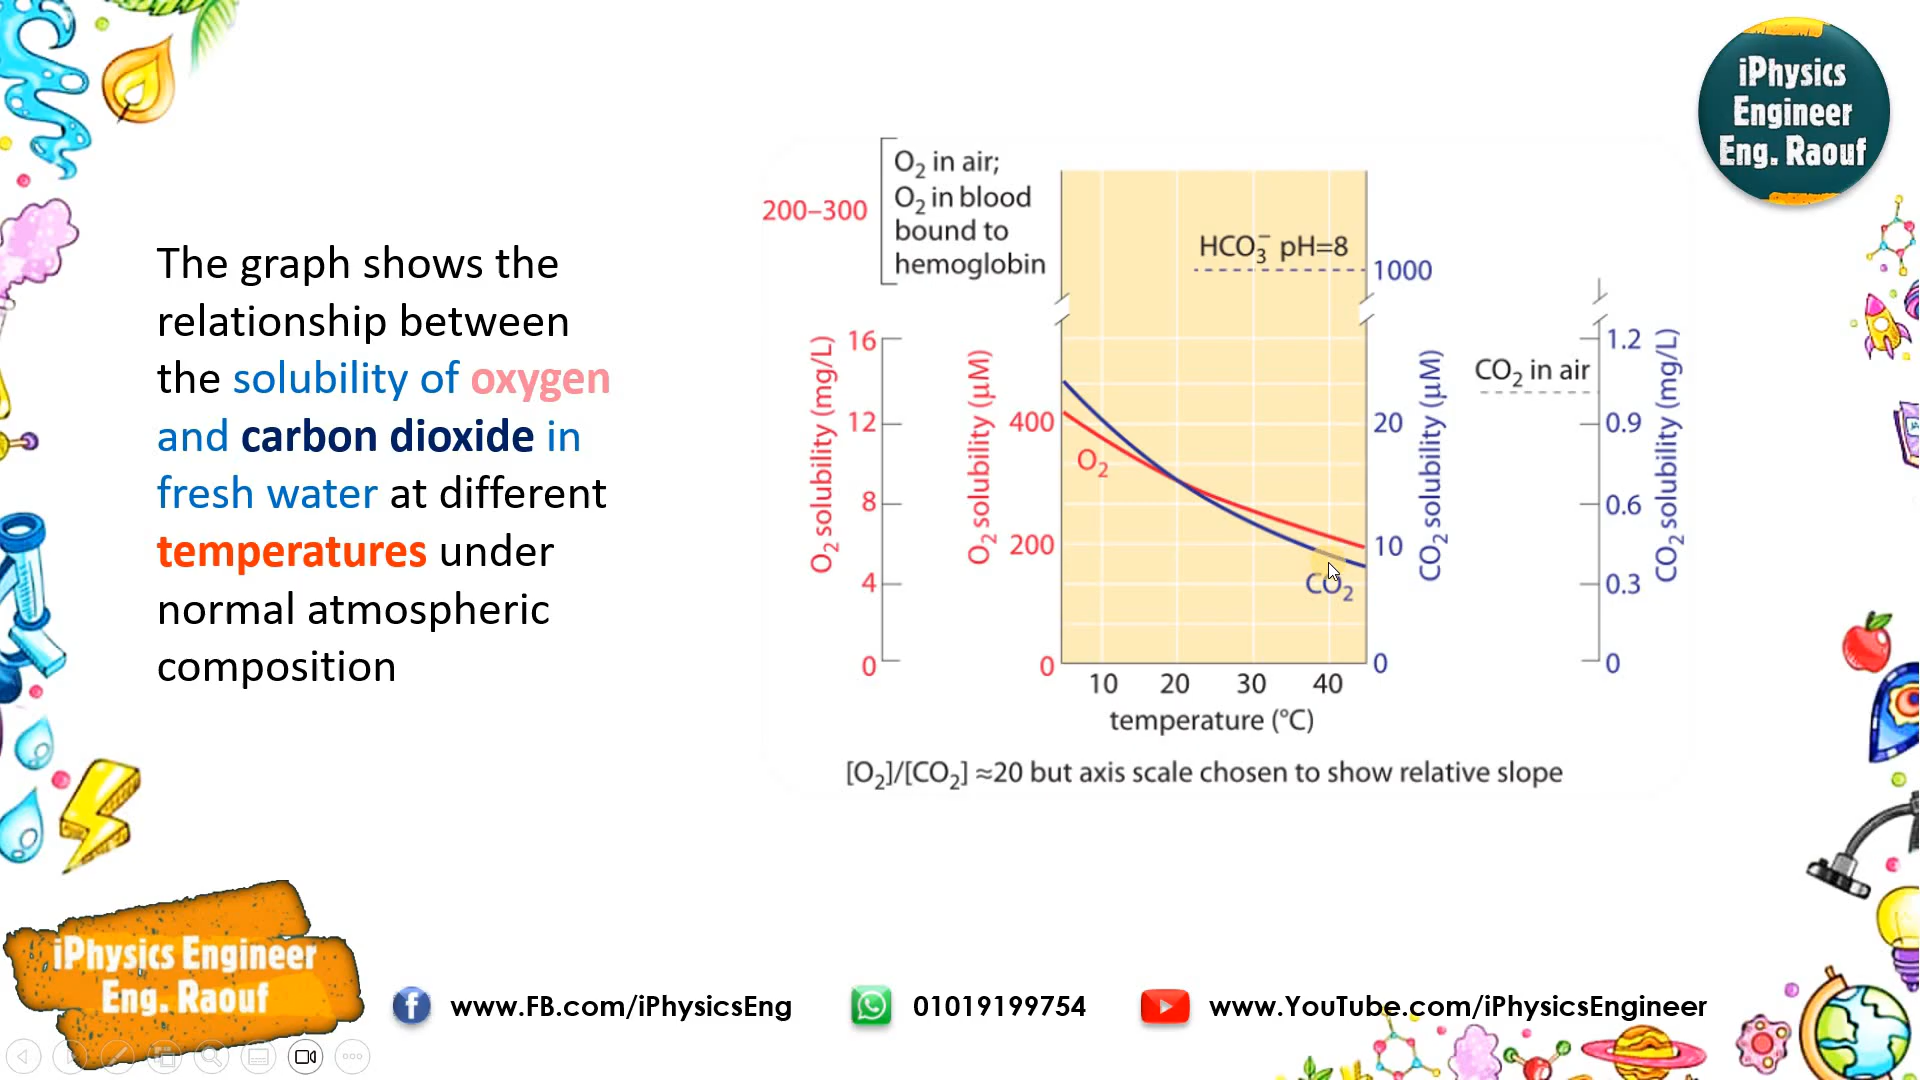 iPhysics
Engineer
Eng. Raouf
The graph shows the
relationship between
the solubility of oxygen
and carbon dioxide in
fresh water at different
temperatures under
normal atmospheric
composition
200–300
O₂ in air;
O₂ in blood
bound to
hemoglobin
HCO₃⁻ pH=8
1000
CO₂ in air
O₂ solubility (mg/L)
16
12
8
4
0
O₂ solubility (µM)
400
200
0
O₂
CO₂
20
10
0
CO₂ solubility (µM)
1.2
0.9
0.6
0.3
0
CO₂ solubility (mg/L)
10 20 30 40
temperature (°C)
[O₂]/[CO₂] ≈20 but axis scale chosen to show relative slope
iPhysics Engineer
Eng. Raouf
www.FB.com/iPhysicsEng
01019199754
www.YouTube.com/iPhysicsEngineer